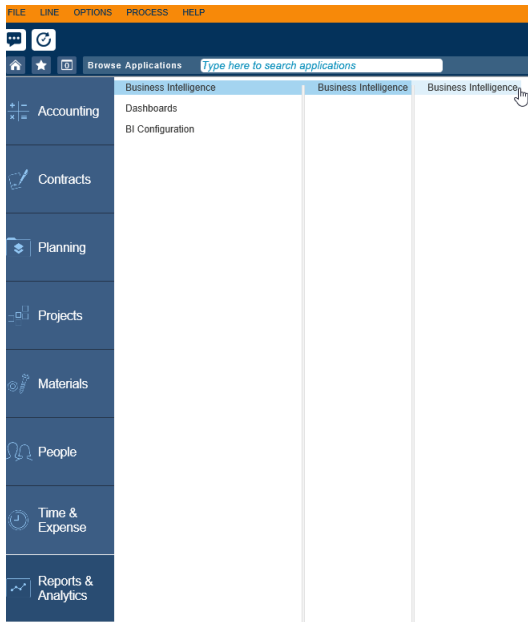 FILE LINE OPTIONS PROCESS HELP
Browse Applications Type here to search applications
Business Intelligence Business Intelligence Business Intelligence
Dashboards
BI Configuration
Accounting
Contracts
Planning
Projects
Materials
People
Time &
Expense
Reports &
Analytics